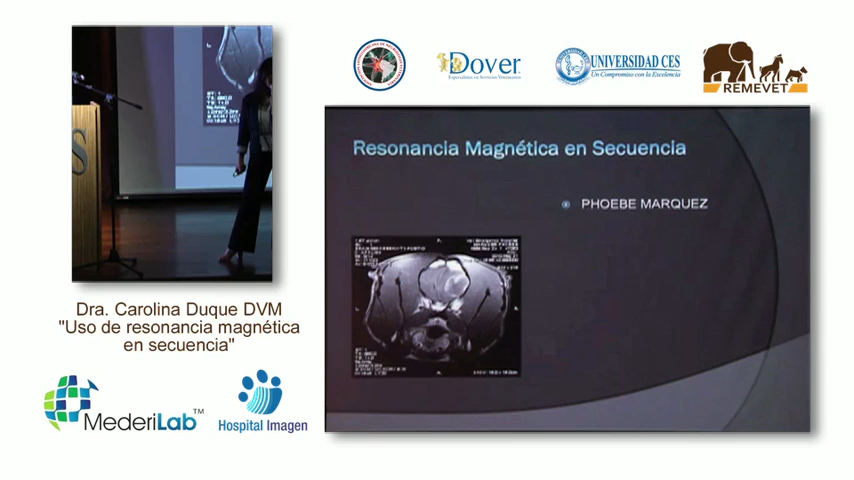 Dover
Especialistas en Servicios Veterinarios
UNIVERSIDAD CES
Un Compromiso con la Excelencia
REMEVET
Resonancia Magnética en Secuencia
PHOEBE MARQUEZ
Dra. Carolina Duque DVM
"Uso de resonancia magnética
en secuencia"
MederiLab™
Hospital Imagen